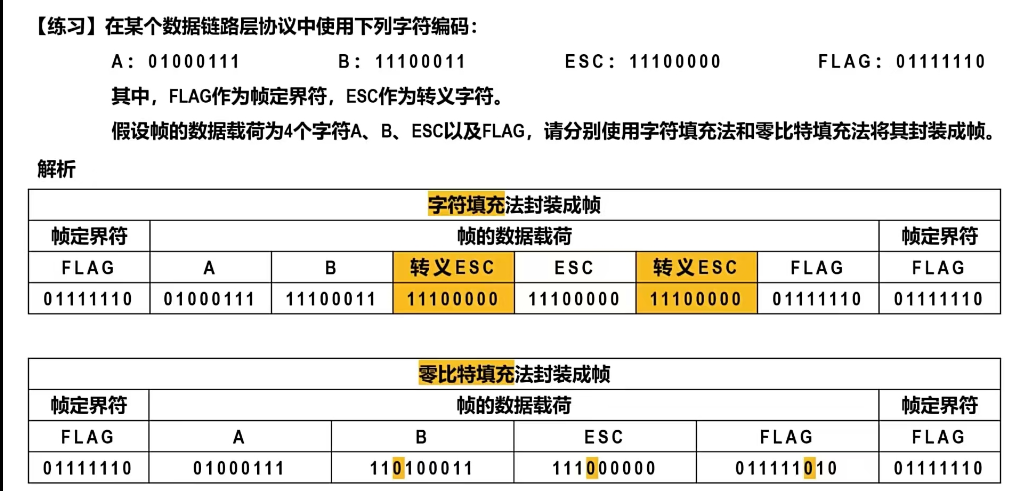 【练习】在某个数据链路层协议中使用下列字符编码：
A：01000111 B：11100011 ESC：11100000 FLAG：01111110
其中，FLAG作为帧定界符，ESC作为转义字符。
假设帧的数据载荷为4个字符A、B、ESC以及FLAG，请分别使用字符填充法和零比特填充法将其封装成帧。
解析
字符填充法封装成帧
帧定界符 帧的数据载荷 帧定界符
FLAG A B 转义ESC ESC 转义ESC FLAG FLAG
01111110 01000111 11100011 11100000 11100000 11100000 01111110 01111110
零比特填充法封装成帧
帧定界符 帧的数据载荷 帧定界符
FLAG A B ESC FLAG FLAG
01111110 01000111 110100011 111000000 011111010 01111110